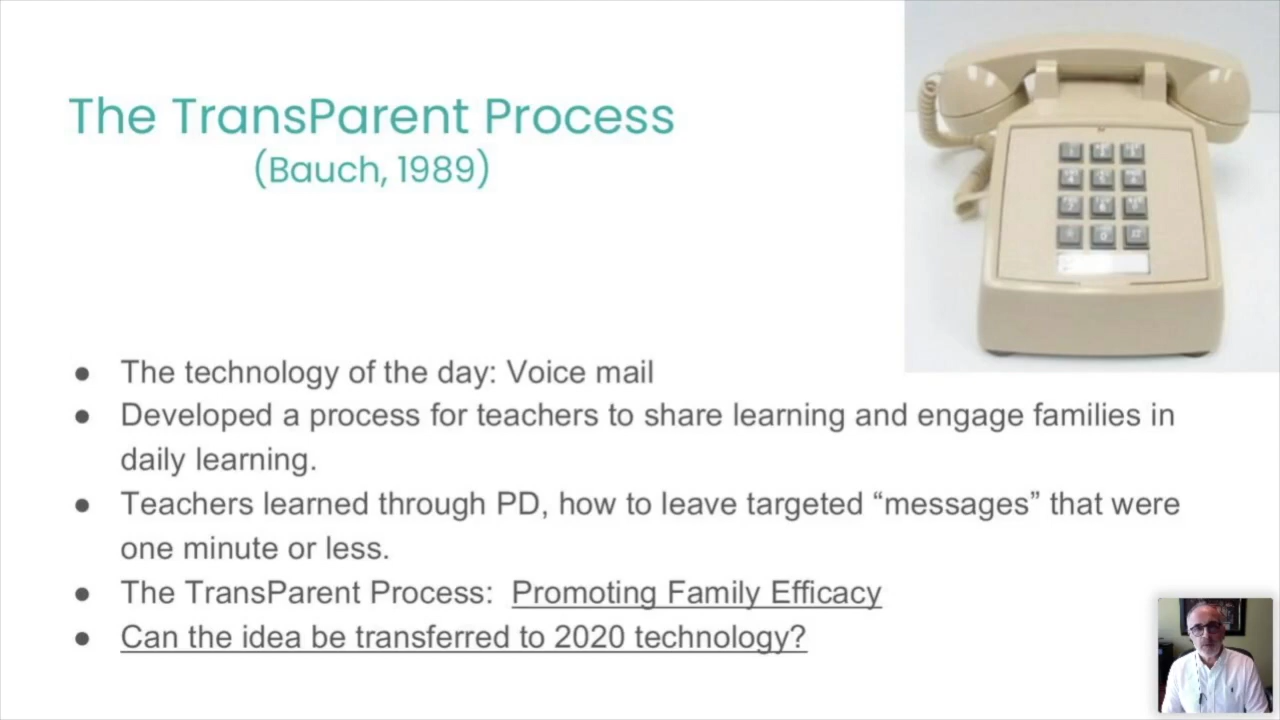 The TransParent Process
(Bauch, 1989)
● The technology of the day: Voice mail
● Developed a process for teachers to share learning and engage families in
daily learning.
● Teachers learned through PD, how to leave targeted “messages” that were
one minute or less.
● The TransParent Process:  Promoting Family Efficacy
● Can the idea be transferred to 2020 technology?